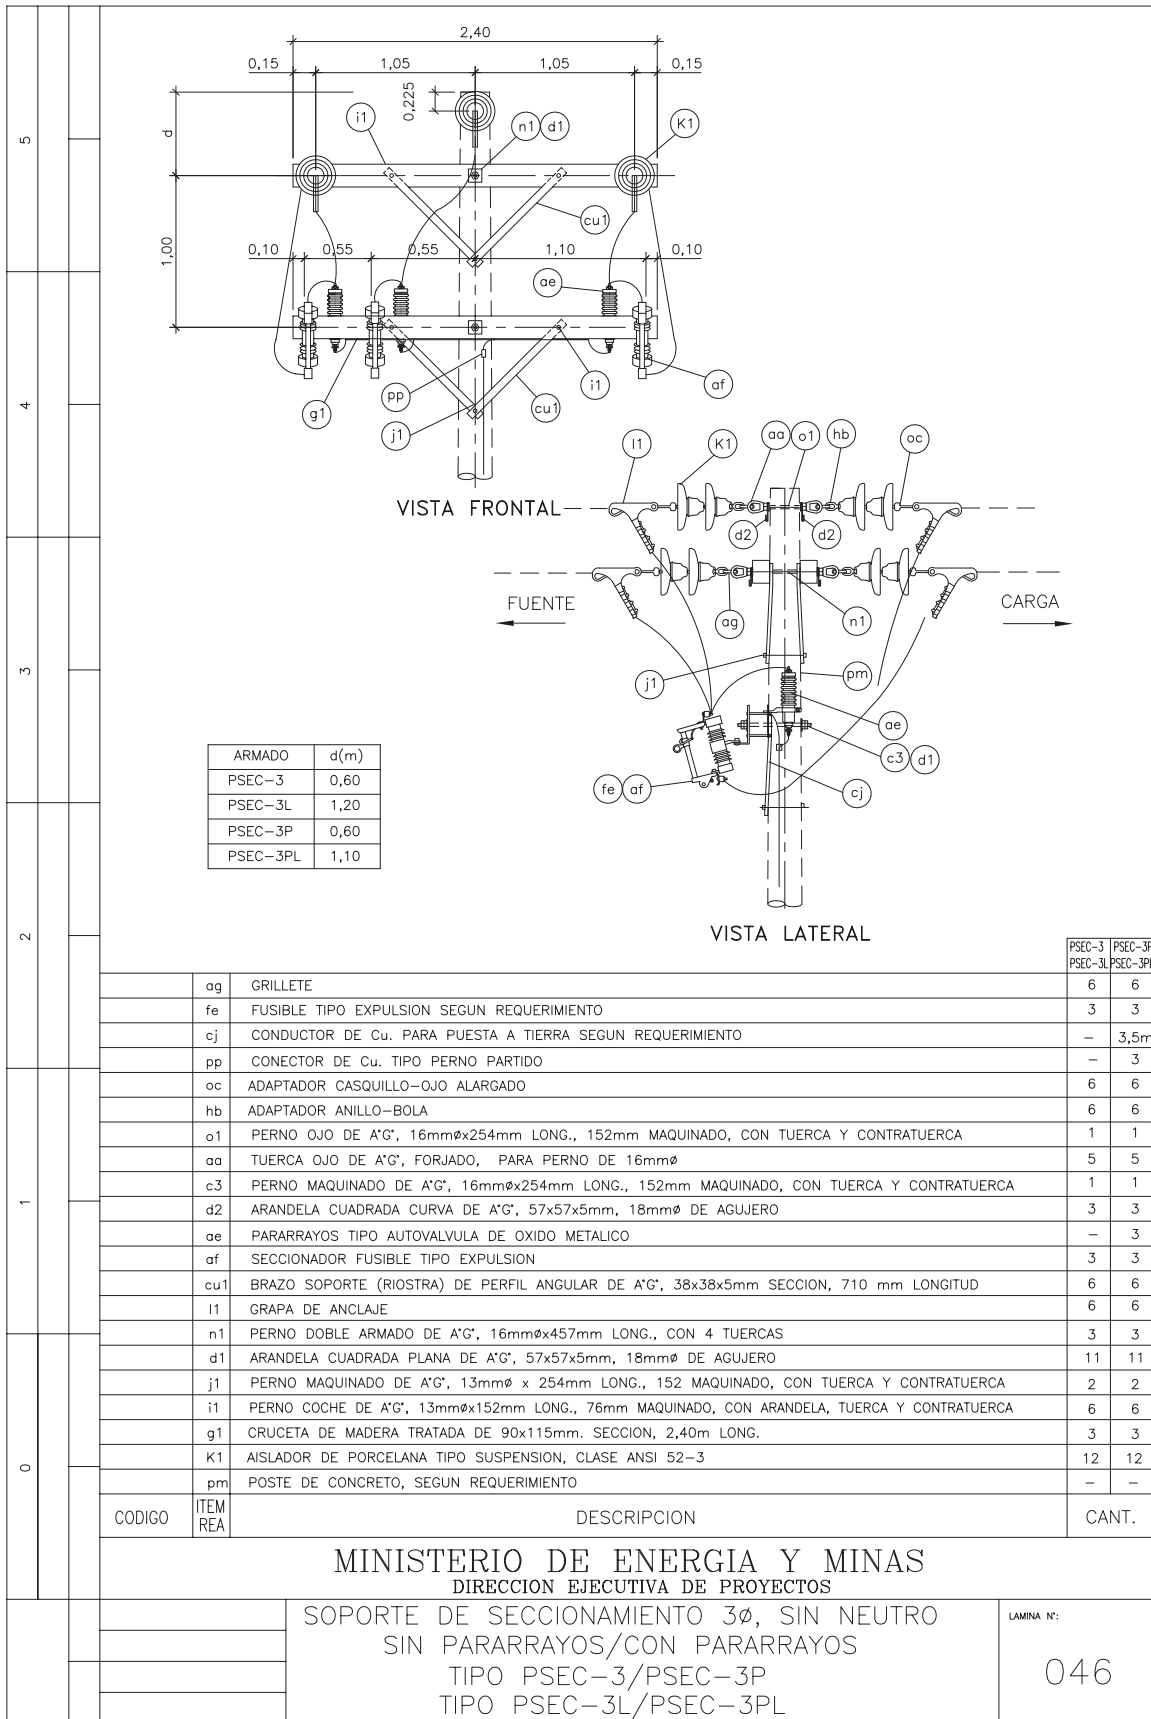 2,40
0,15 1,05 1,05 0,15
0,225
d
i1
n1 d1
K1
1,00
cu1
0,10 0,55 0,55 1,10 0,10
ae
g1
pp
j1
cu1
i1
af
VISTA FRONTAL
l1 K1 aa o1 hb oc
d2 d2
FUENTE
CARGA
ag
n1
j1
pm
ae
c3 d1
fe af
cj
VISTA LATERAL
ARMADO d(m)
PSEC-3 0,60
PSEC-3L 1,20
PSEC-3P 0,60
PSEC-3PL 1,10
5
4
3
2
1
0
PSEC-3 PSEC-3P
PSEC-3L PSEC-3PL
ag GRILLETE 6 6
fe FUSIBLE TIPO EXPULSION SEGUN REQUERIMIENTO 3 3
cj CONDUCTOR DE Cu. PARA PUESTA A TIERRA SEGUN REQUERIMIENTO - 3,5m
pp CONECTOR DE Cu. TIPO PERNO PARTIDO - 3
oc ADAPTADOR CASQUILLO-OJO ALARGADO 6 6
hb ADAPTADOR ANILLO-BOLA 6 6
o1 PERNO OJO DE A°G°, 16mmøx254mm LONG., 152mm MAQUINADO, CON TUERCA Y CONTRATUERCA 1 1
aa TUERCA OJO DE A°G°, FORJADO, PARA PERNO DE 16mmø 5 5
c3 PERNO MAQUINADO DE A°G°, 16mmøx254mm LONG., 152mm MAQUINADO, CON TUERCA Y CONTRATUERCA 1 1
d2 ARANDELA CUADRADA CURVA DE A°G°, 57x57x5mm, 18mmø DE AGUJERO 3 3
ae PARARRAYOS TIPO AUTOVALVULA DE OXIDO METALICO - 3
af SECCIONADOR FUSIBLE TIPO EXPULSION 3 3
cu1 BRAZO SOPORTE (RIOSTRA) DE PERFIL ANGULAR DE A°G°, 38x38x5mm SECCION, 710 mm LONGITUD 6 6
l1 GRAPA DE ANCLAJE 6 6
n1 PERNO DOBLE ARMADO DE A°G°, 16mmøx457mm LONG., CON 4 TUERCAS 3 3
d1 ARANDELA CUADRADA PLANA DE A°G°, 57x57x5mm, 18mmø DE AGUJERO 11 11
j1 PERNO MAQUINADO DE A°G°, 13mmø x 254mm LONG., 152 MAQUINADO, CON TUERCA Y CONTRATUERCA 2 2
i1 PERNO COCHE DE A°G°, 13mmøx152mm LONG., 76mm MAQUINADO, CON ARANDELA, TUERCA Y CONTRATUERCA 6 6
g1 CRUCETA DE MADERA TRATADA DE 90x115mm. SECCION, 2,40m LONG. 3 3
K1 AISLADOR DE PORCELANA TIPO SUSPENSION, CLASE ANSI 52-3 12 12
pm POSTE DE CONCRETO, SEGUN REQUERIMIENTO - -
CODIGO ITEM REA DESCRIPCION CANT.
MINISTERIO DE ENERGIA Y MINAS
DIRECCION EJECUTIVA DE PROYECTOS
SOPORTE DE SECCIONAMIENTO 3ø, SIN NEUTRO
SIN PARARRAYOS/CON PARARRAYOS
TIPO PSEC-3/PSEC-3P
TIPO PSEC-3L/PSEC-3PL
LAMINA N°:
046